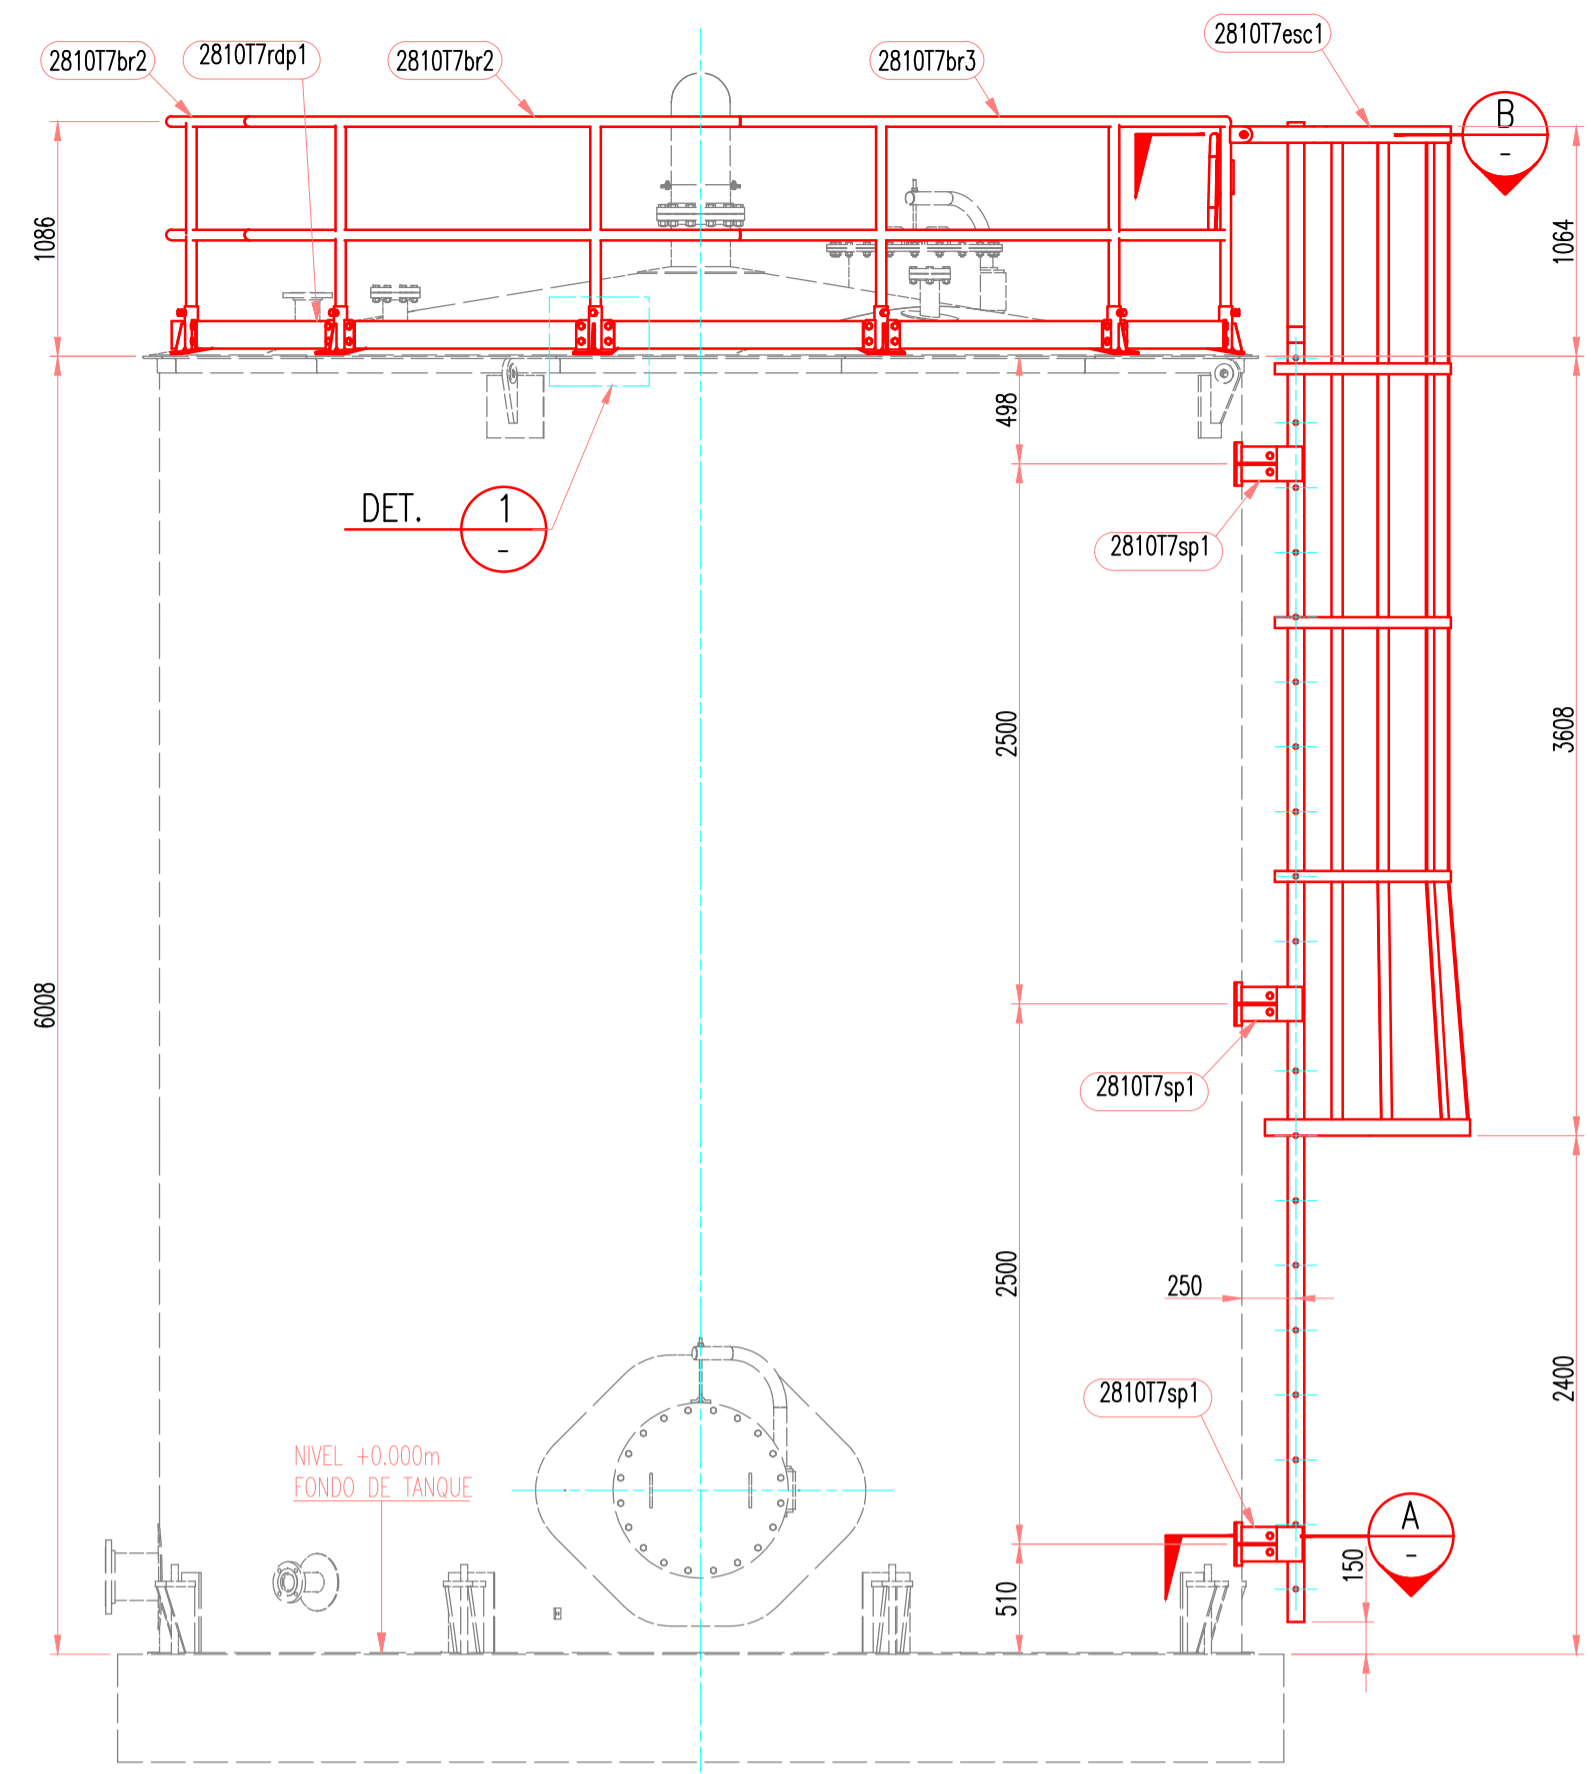 2810T7br2
2810T7rdp1
2810T7br2
2810T7br3
2810T7esc1
B
-
1086
1064
498
DET.
1
-
2810T7sp1
2500
3608
6008
2810T7sp1
2500
250
2400
2810T7sp1
NIVEL +0.000m
FONDO DE TANQUE
A
-
150
510